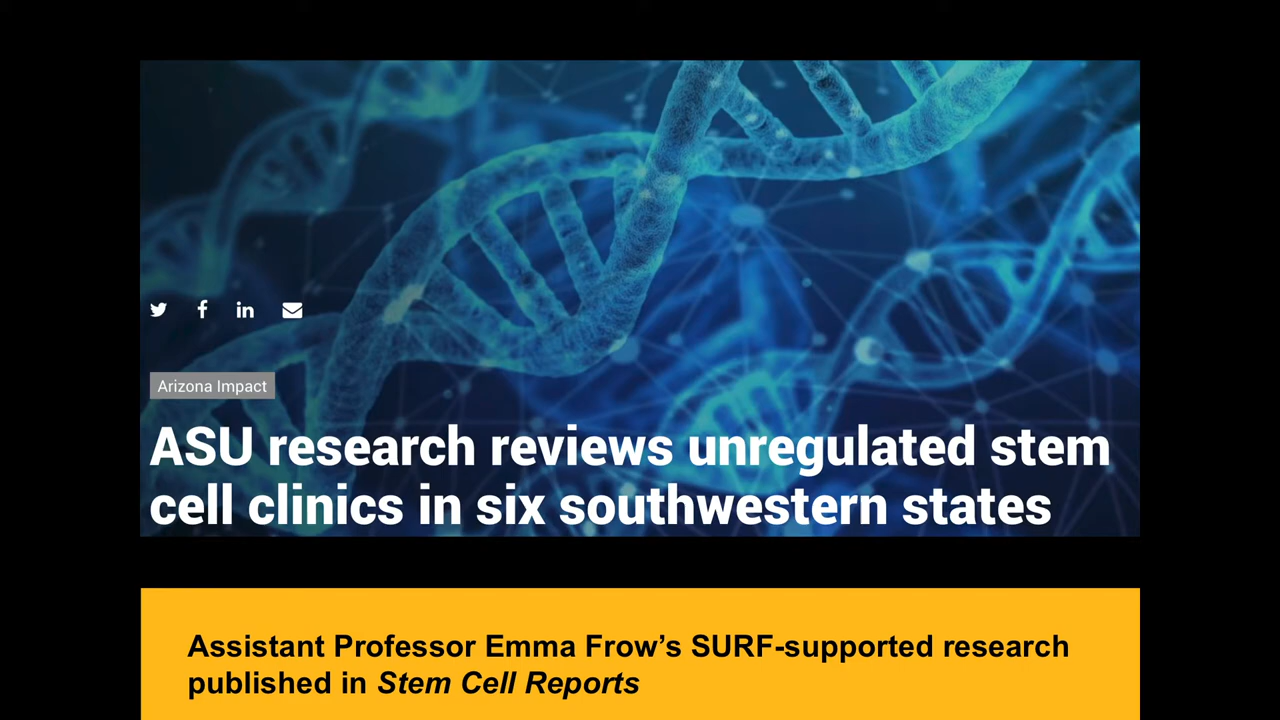 Arizona Impact
ASU research reviews unregulated stem
cell clinics in six southwestern states
Assistant Professor Emma Frow’s SURF-supported research
published in Stem Cell Reports